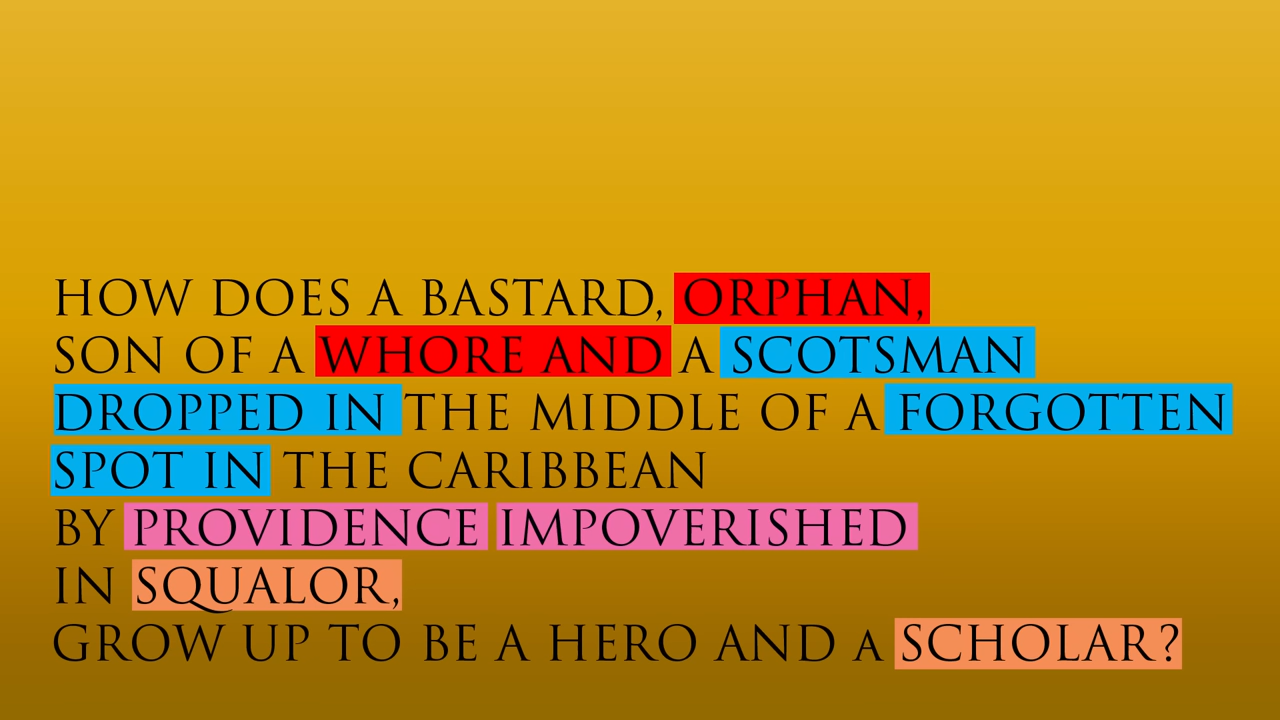 HOW DOES A BASTARD, ORPHAN,
SON OF A WHORE AND A SCOTSMAN
DROPPED IN THE MIDDLE OF A FORGOTTEN
SPOT IN THE CARIBBEAN
BY PROVIDENCE IMPOVERISHED
IN SQUALOR,
GROW UP TO BE A HERO AND A SCHOLAR?